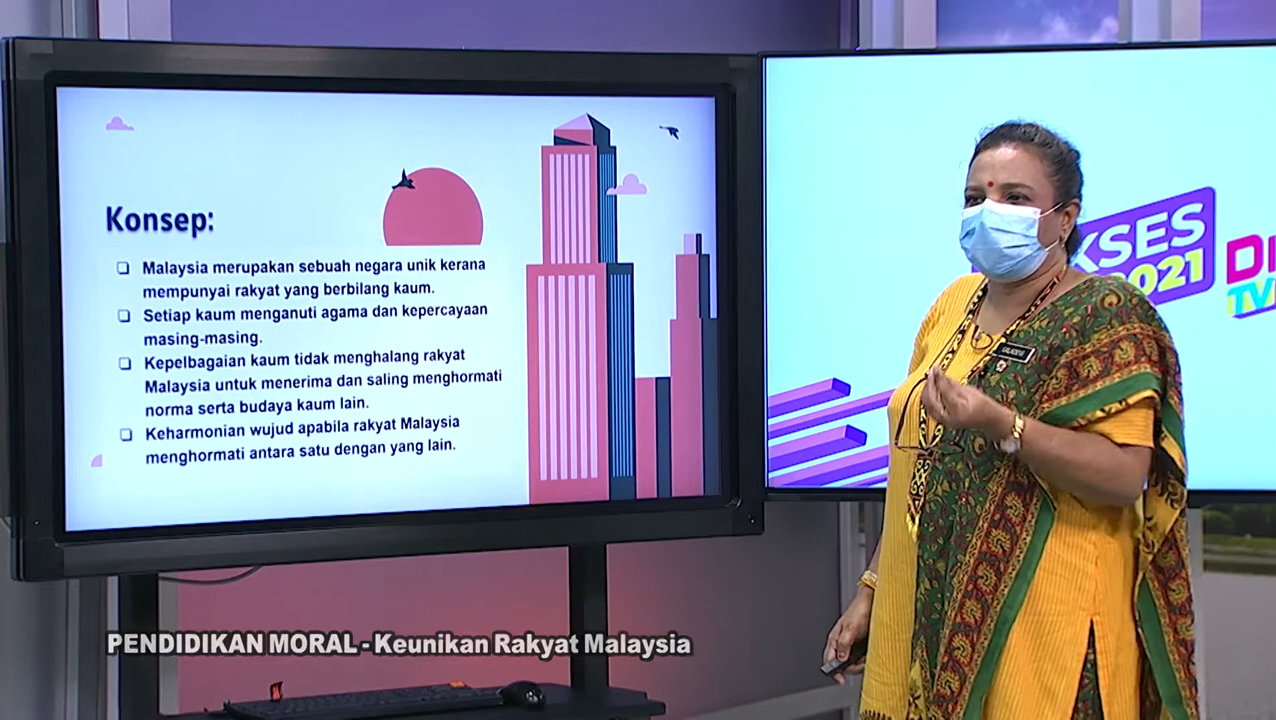 Konsep:
Malaysia merupakan sebuah negara unik kerana
mempunyai rakyat yang berbilang kaum.
Setiap kaum menganuti agama dan kepercayaan
masing-masing.
Kepelbagaian kaum tidak menghalang rakyat
Malaysia untuk menerima dan saling menghormati
norma serta budaya kaum lain.
Keharmonian wujud apabila rakyat Malaysia
menghormati antara satu dengan yang lain.
KSES
2021
TV
PENDIDIKAN MORAL - Keunikan Rakyat Malaysia